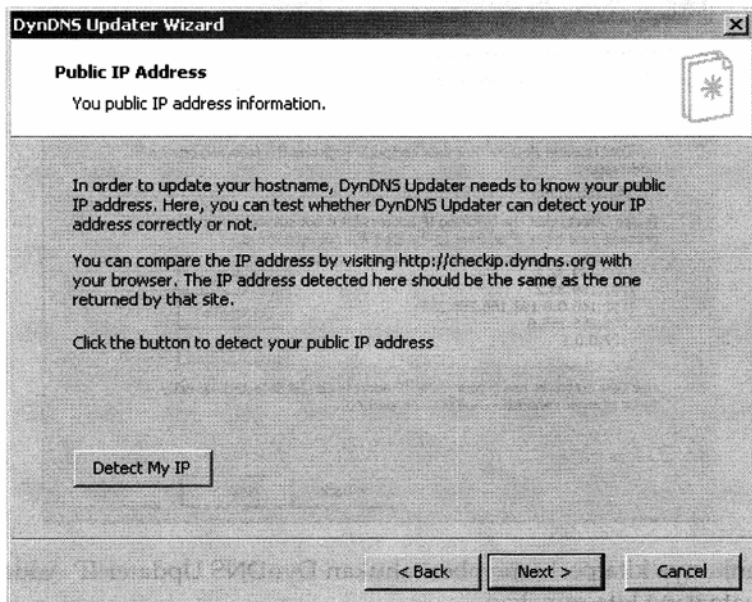 DynDNS Updater Wizard
Public IP Address
You public IP address information.
In order to update your hostname, DynDNS Updater needs to know your public
IP address. Here, you can test whether DynDNS Updater can detect your IP
address correctly or not.
You can compare the IP address by visiting http://checkip.dyndns.org with
your browser. The IP address detected here should be the same as the one
returned by that site.
Click the button to detect your public IP address
Detect My IP
< Back
Next >
Cancel